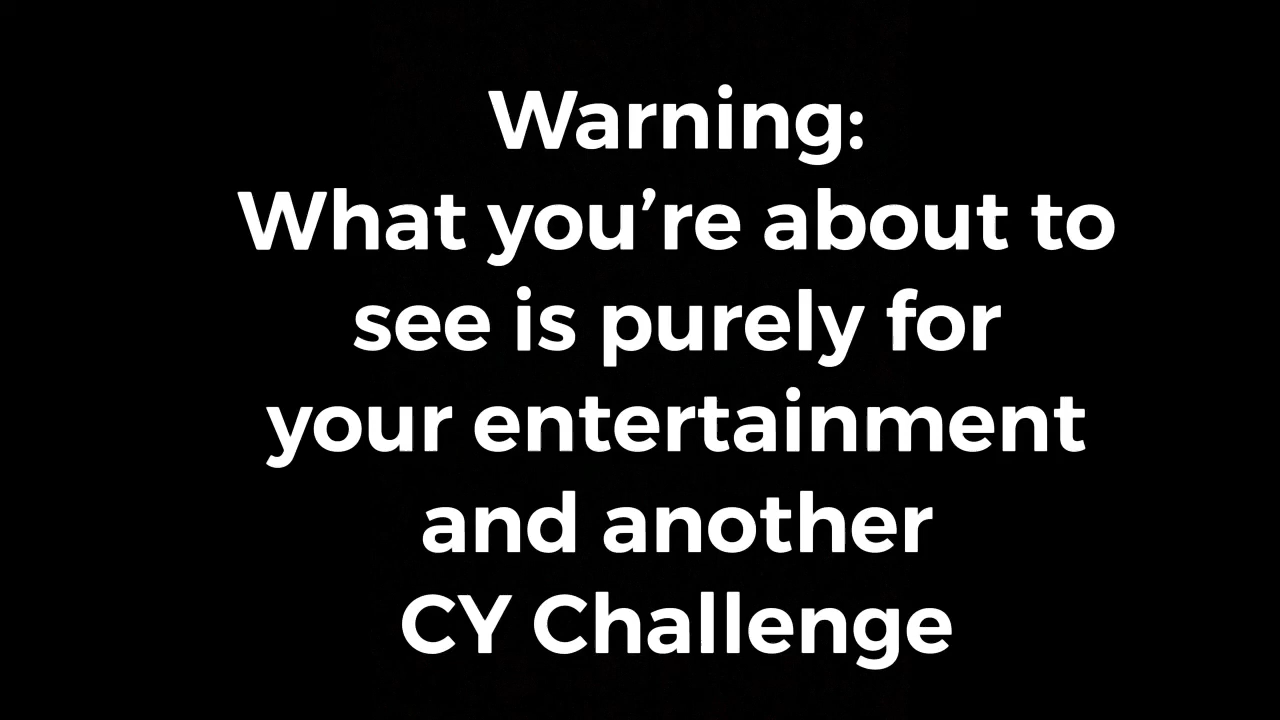 Warning:
What you’re about to
see is purely for
your entertainment
and another
CY Challenge